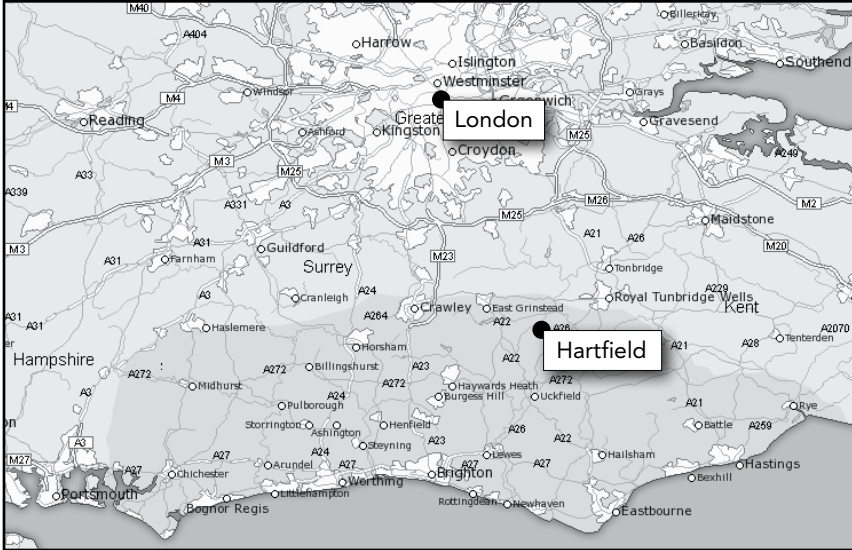 M40
A404
Billericay
Harrow
Basildon
Islington
Southend
Westminster
M4
Windsor
Grays
M4
Greenwich
Reading
London
Greate
Gravesend
Ashford
Kingston
M25
Croydon
A249
M3
A33
M25
A339
A331
A3
M26
M2
M25
Maidstone
A21
A26
M3
A31
A31
Guildford
M23
M20
Farnham
Surrey
Tonbridge
A24
A229
A3
Cranleigh
Royal Tunbridge Wells
Crawley
East Grinstead
Kent
A31
A31
A264
A22
A26
Haslemere
A2070
Tenterden
Horsham
Hartfield
A21
A28
Hampshire
A22
A272
A272
Billingshurst
A23
A272
A272
Midhurst
Haywards Heath
A3
A24
Burgess Hill
Uckfield
Pulborough
A21
Rye
Storrington
Ashington
Henfield
A26
Battle
A259
A3
Steyning
A23
A22
M27
A27
A24
Lewes
Hailsham
A27
Chichester
Arundel
A27
A27
A27
Hastings
Brighton
Bexhill
Portsmouth
Littlehampton
Worthing
Rottingdean
Newhaven
Bognor Regis
Eastbourne